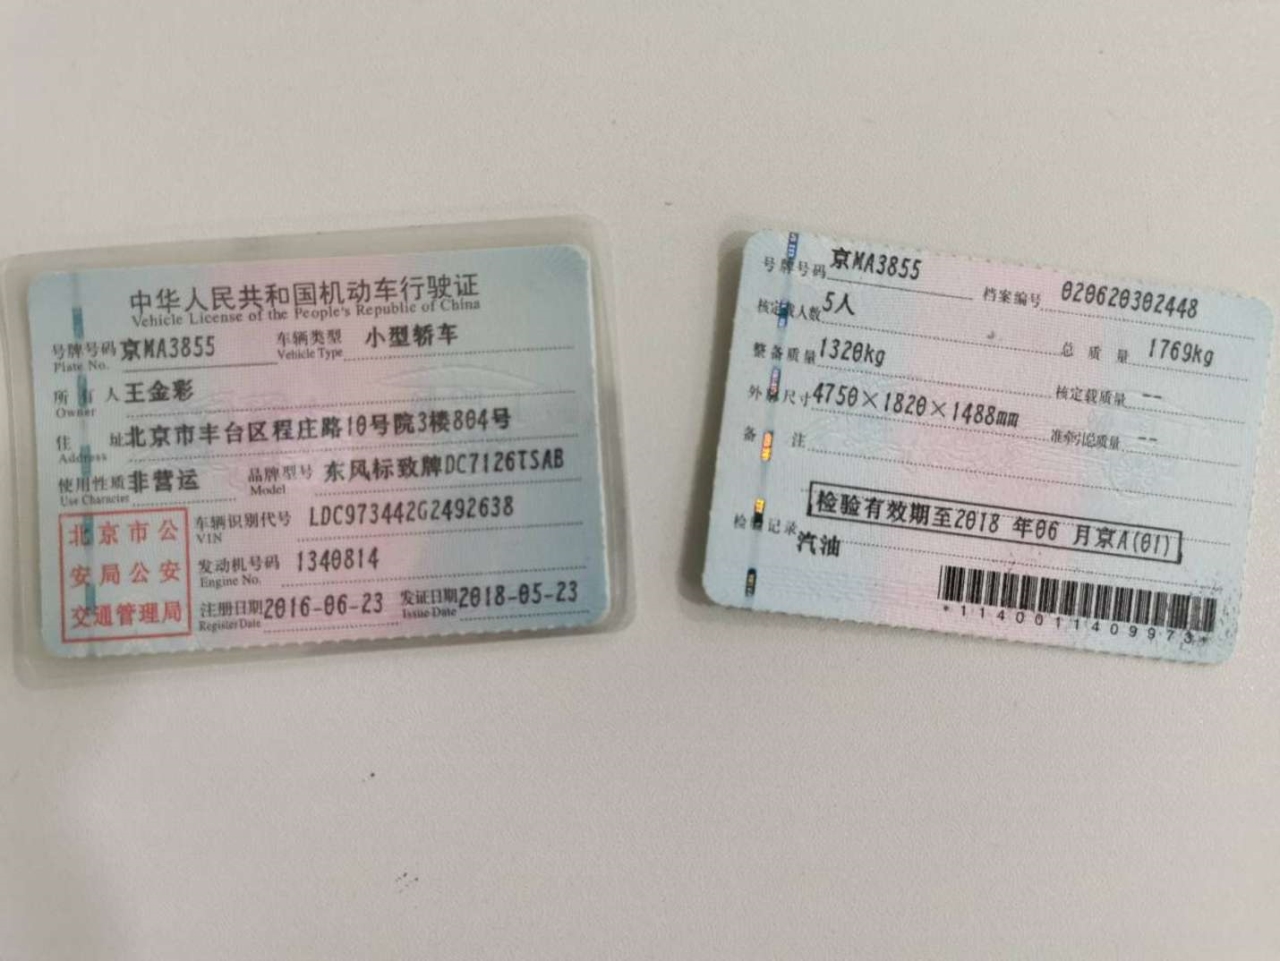 中华人民共和国机动车行驶证
Vehicle License of the People's Republic of China
号牌号码 京MA3855 车辆类型 小型轿车
Plate No. Vehicle Type
所有人 王金彩
Owner
住址 北京市丰台区程庄路10号院3楼804号
Address
使用性质 非营运 品牌型号 东风标致牌DC7126TSAB
Use Character Model
北京市公
安局公安
交通管理局
车辆识别代号 LDC973442G2492638
VIN
发动机号码 1340814
Engine No.
注册日期 2016-06-23 发证日期 2018-05-23
Register Date Issue Date
号牌号码 京MA3855 档案编号 020620302448
核定载人数 5人 总质量 1769kg
整备质量 1320kg 核定载质量 --
外廓尺寸 4750×1820×1488mm 准牵引总质量 --
备注
检验有效期至2018 年06 月京A(01)
检验记录
汽油
*1140011409973*